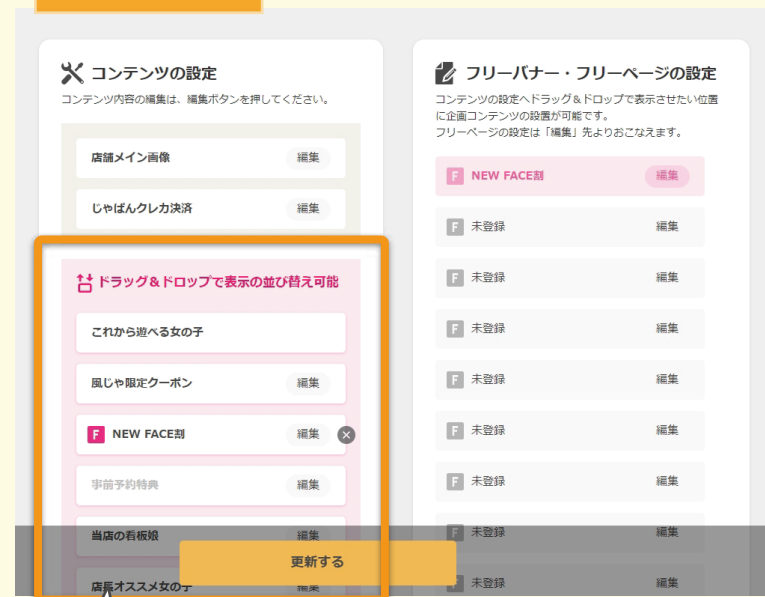 コンテンツの設定
コンテンツ内容の編集は、編集ボタンを押してください。
店舗メイン画像 編集
じゃぱんクレカ決済 編集
ドラッグ＆ドロップで表示の並び替え可能
これから遊べる女の子
風じゃ限定クーポン 編集
F NEW FACE割 編集
事前予約特典 編集
当店の看板娘 編集
店長オススメ女の子 編集
フリーバナー・フリーページの設定
コンテンツの設定へドラッグ＆ドロップで表示させたい位置
に企画コンテンツの設置が可能です。
フリーページの設定は「編集」先よりおこなえます。
F NEW FACE割 編集
F 未登録 編集
F 未登録 編集
F 未登録 編集
F 未登録 編集
F 未登録 編集
F 未登録 編集
F 未登録 編集
F 未登録 編集
更新する